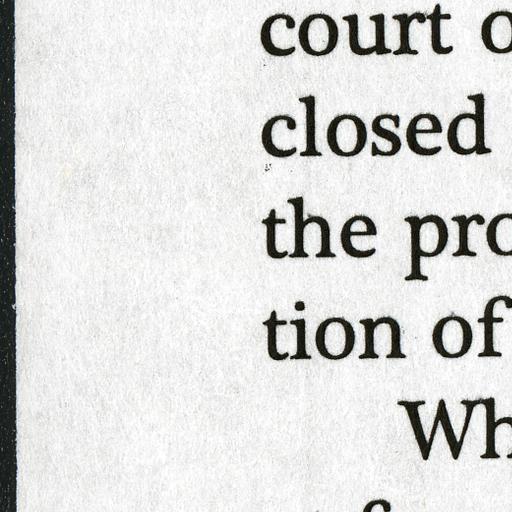 court o
closed
the pro
tion of
Wh